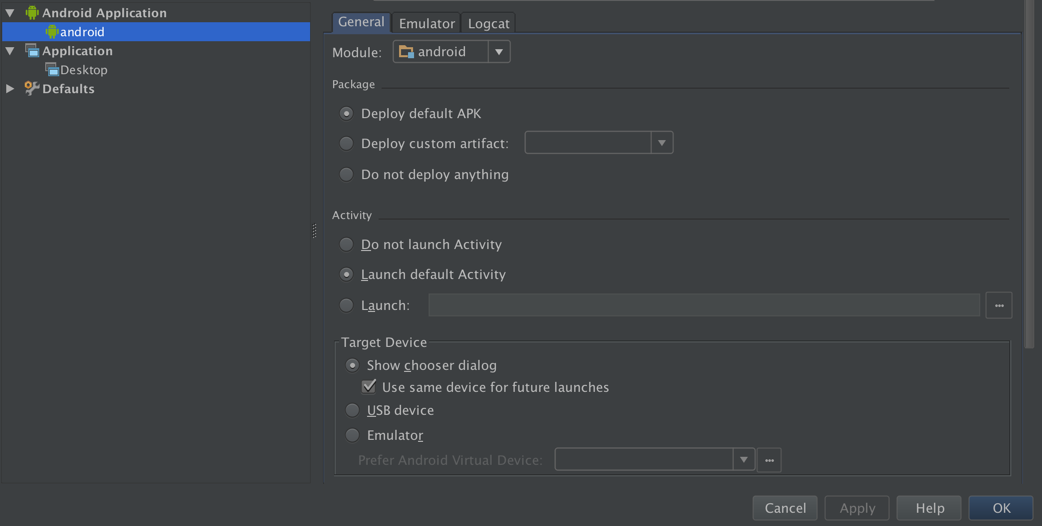 Android Application
android
Application
Desktop
Defaults
General Emulator Logcat
Module: android
Package
Deploy default APK
Deploy custom artifact:
Do not deploy anything
Activity
Do not launch Activity
Launch default Activity
Launch: ...
Target Device
Show chooser dialog
Use same device for future launches
USB device
Emulator
Prefer Android Virtual Device: ...
Cancel Apply Help OK